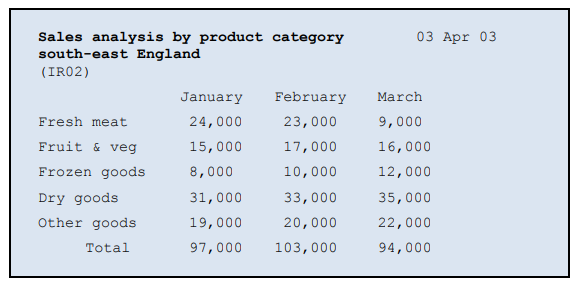 Sales analysis by product category 03 Apr 03
south-east England
(IR02)
January February March
Fresh meat 24,000 23,000 9,000
Fruit & veg 15,000 17,000 16,000
Frozen goods 8,000 10,000 12,000
Dry goods 31,000 33,000 35,000
Other goods 19,000 20,000 22,000
Total 97,000 103,000 94,000